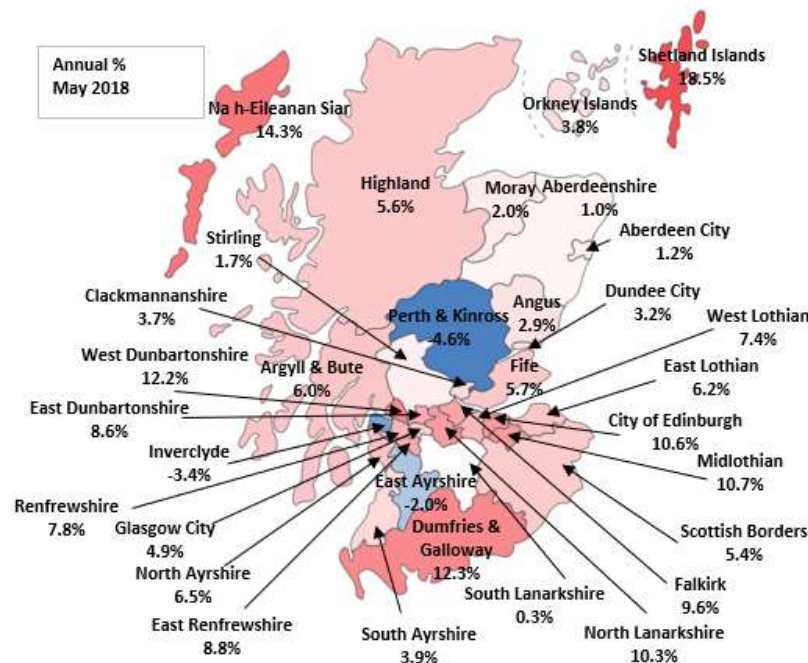 Annual %
May 2018
Shetland Islands
18.5%
Na h-Eileanan Siar
14.3%
Orkney Islands
3.8%
Highland
5.6%
Moray
2.0%
Aberdeenshire
1.0%
Aberdeen City
1.2%
Stirling
1.7%
Clackmannanshire
3.7%
Perth & Kinross
-4.6%
Angus
2.9%
Dundee City
3.2%
West Lothian
7.4%
West Dunbartonshire
12.2%
Argyll & Bute
6.0%
Fife
5.7%
East Lothian
6.2%
East Dunbartonshire
8.6%
City of Edinburgh
10.6%
Inverclyde
-3.4%
Midlothian
10.7%
Renfrewshire
7.8%
East Ayrshire
-2.0%
Glasgow City
4.9%
Dumfries &
Galloway
12.3%
Scottish Borders
5.4%
North Ayrshire
6.5%
South Lanarkshire
0.3%
Falkirk
9.6%
East Renfrewshire
8.8%
South Ayrshire
3.9%
North Lanarkshire
10.3%